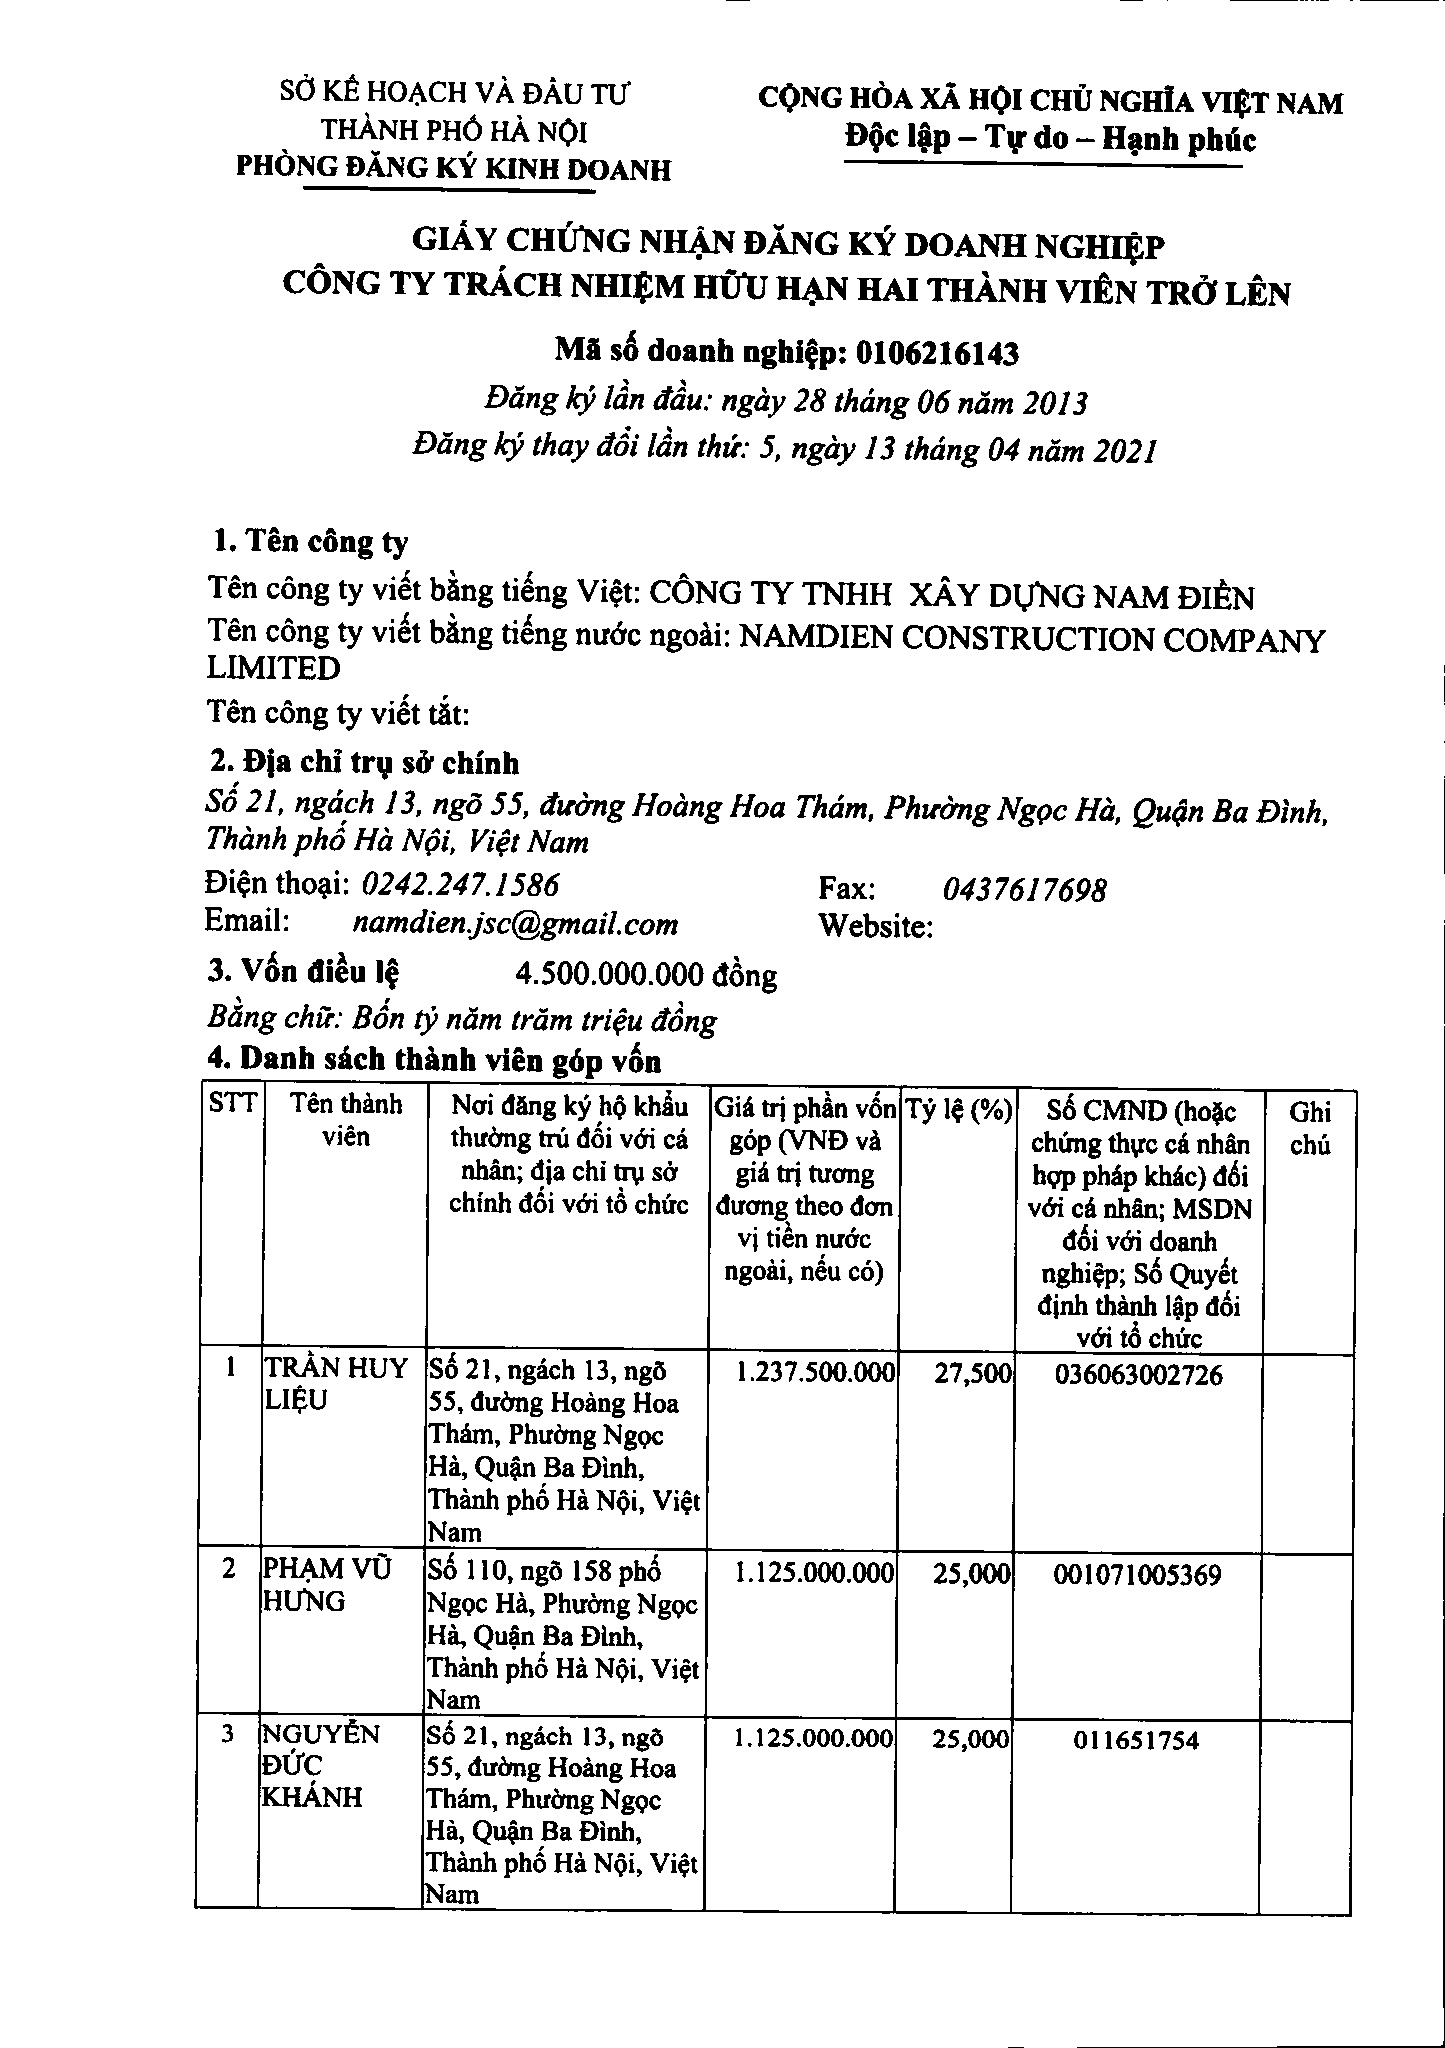 SỞ KẾ HOẠCH VÀ ĐẦU TƯ
THÀNH PHỐ HÀ NỘI
PHÒNG ĐĂNG KÝ KINH DOANH
CỘNG HÒA XÃ HỘI CHỦ NGHĨA VIỆT NAM
Độc lập – Tự do – Hạnh phúc
GIẤY CHỨNG NHẬN ĐĂNG KÝ DOANH NGHIỆP
CÔNG TY TRÁCH NHIỆM HỮU HẠN HAI THÀNH VIÊN TRỞ LÊN
Mã số doanh nghiệp: 0106216143
Đăng ký lần đầu: ngày 28 tháng 06 năm 2013
Đăng ký thay đổi lần thứ: 5, ngày 13 tháng 04 năm 2021
1. Tên công ty
Tên công ty viết bằng tiếng Việt: CÔNG TY TNHH XÂY DỰNG NAM ĐIỀN
Tên công ty viết bằng tiếng nước ngoài: NAMDIEN CONSTRUCTION COMPANY
LIMITED
Tên công ty viết tắt:
2. Địa chỉ trụ sở chính
Số 21, ngách 13, ngõ 55, đường Hoàng Hoa Thám, Phường Ngọc Hà, Quận Ba Đình,
Thành phố Hà Nội, Việt Nam
Điện thoại: 0242.247.1586 Fax: 0437617698
Email: namdien.jsc@gmail.com Website:
3. Vốn điều lệ 4.500.000.000 đồng
Bằng chữ: Bốn tỷ năm trăm triệu đồng
4. Danh sách thành viên góp vốn
STT
Tên thành
viên
Nơi đăng ký hộ khẩu
thường trú đối với cá
nhân; địa chỉ trụ sở
chính đối với tổ chức
Giá trị phần vốn
góp (VNĐ và
giá trị tương
đương theo đơn
vị tiền nước
ngoài, nếu có)
Tỷ lệ (%)
Số CMND (hoặc
chứng thực cá nhân
hợp pháp khác) đối
với cá nhân; MSDN
đối với doanh
nghiệp; Số Quyết
định thành lập đối
với tổ chức
Ghi
chú
1
TRẦN HUY
LIỆU
Số 21, ngách 13, ngõ
55, đường Hoàng Hoa
Thám, Phường Ngọc
Hà, Quận Ba Đình,
Thành phố Hà Nội, Việt
Nam
1.237.500.000
27,500
036063002726
2
PHẠM VŨ
HƯNG
Số 110, ngõ 158 phố
Ngọc Hà, Phường Ngọc
Hà, Quận Ba Đình,
Thành phố Hà Nội, Việt
Nam
1.125.000.000
25,000
001071005369
3
NGUYỄN
ĐỨC
KHÁNH
Số 21, ngách 13, ngõ
55, đường Hoàng Hoa
Thám, Phường Ngọc
Hà, Quận Ba Đình,
Thành phố Hà Nội, Việt
Nam
1.125.000.000
25,000
011651754